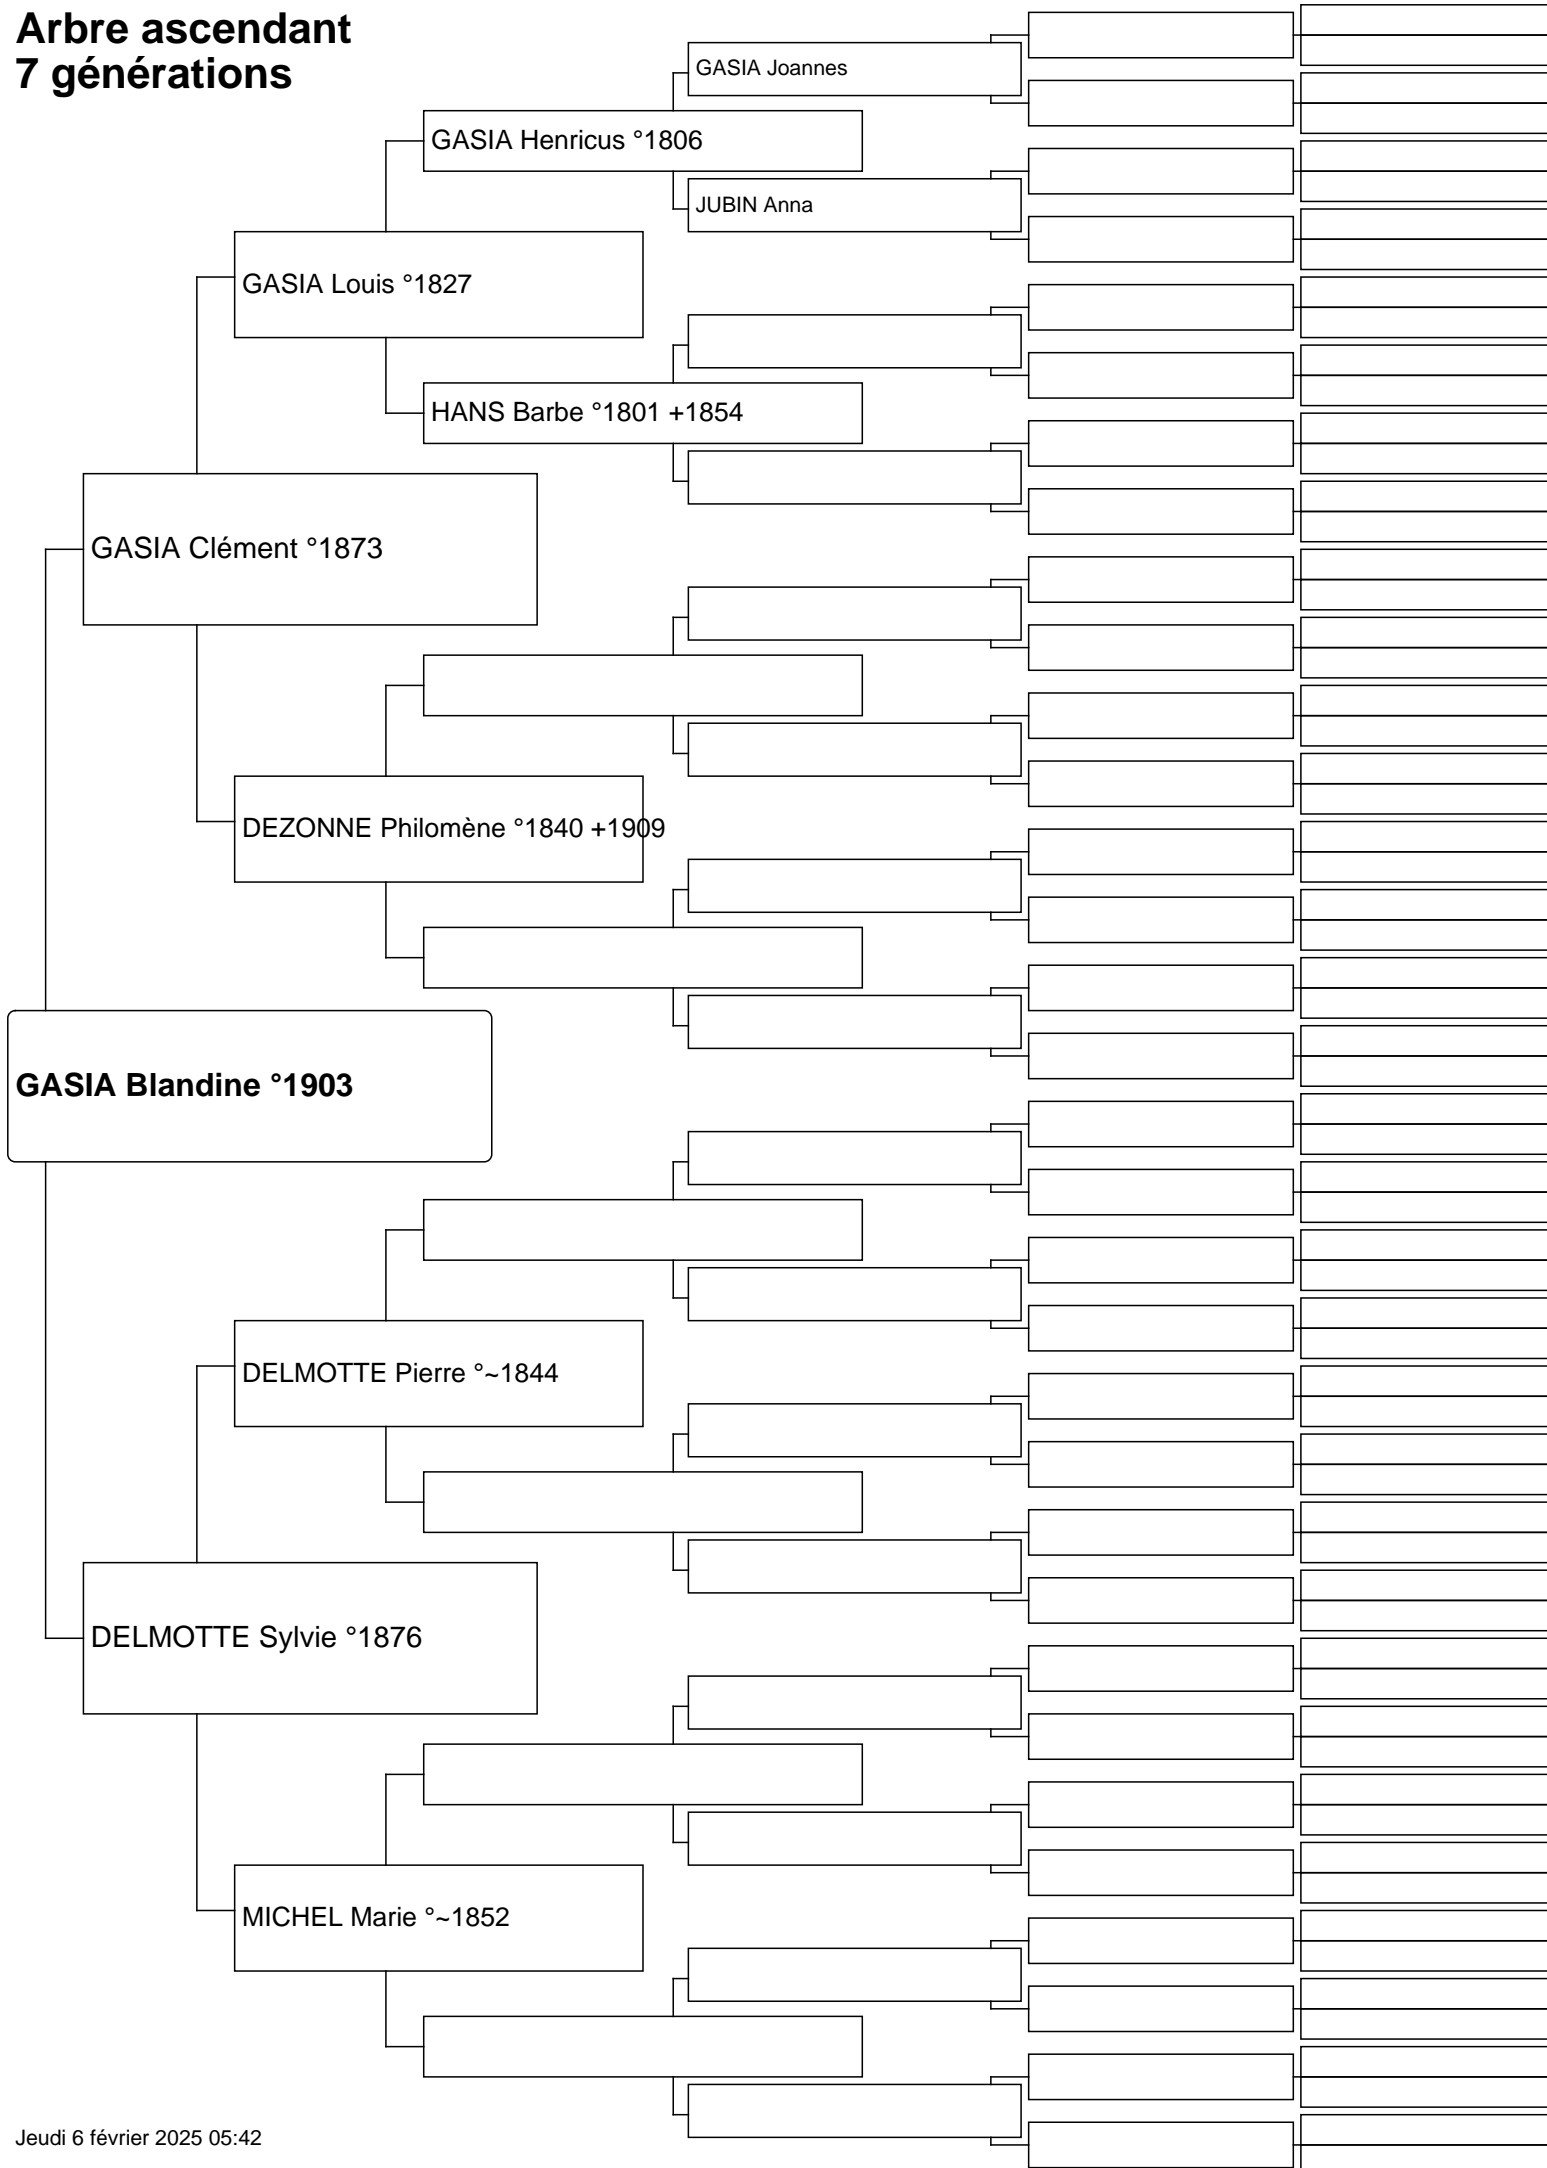 Arbre ascendant
7 générations
GASIA Joannes
GASIA Henricus °1806
JUBIN Anna
GASIA Louis °1827
HANS Barbe °1801 +1854
GASIA Clément °1873
DEZONNE Philomène °1840 +1909
GASIA Blandine °1903
DELMOTTE Pierre °~1844
DELMOTTE Sylvie °1876
MICHEL Marie °~1852
Jeudi 6 février 2025 05:42